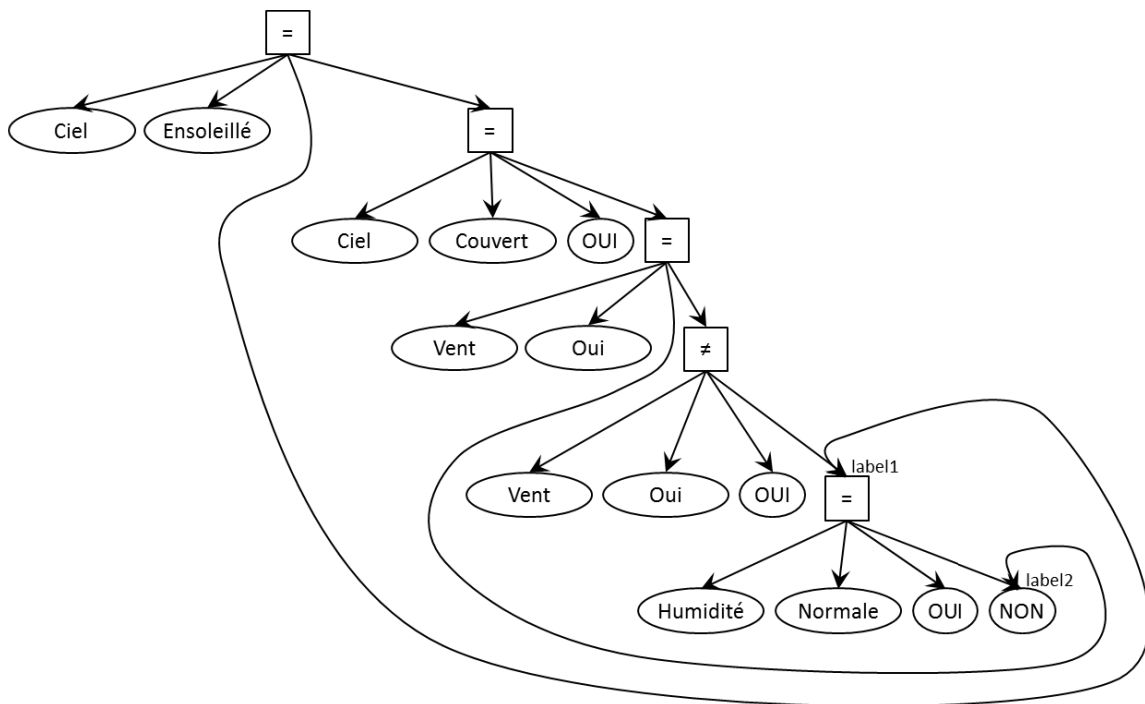 =
Ciel
Ensoleillé
=
Ciel
Couvert
OUI
=
Vent
Oui
≠
Vent
Oui
OUI
label1
=
Humidité
Normale
OUI
label2
NON